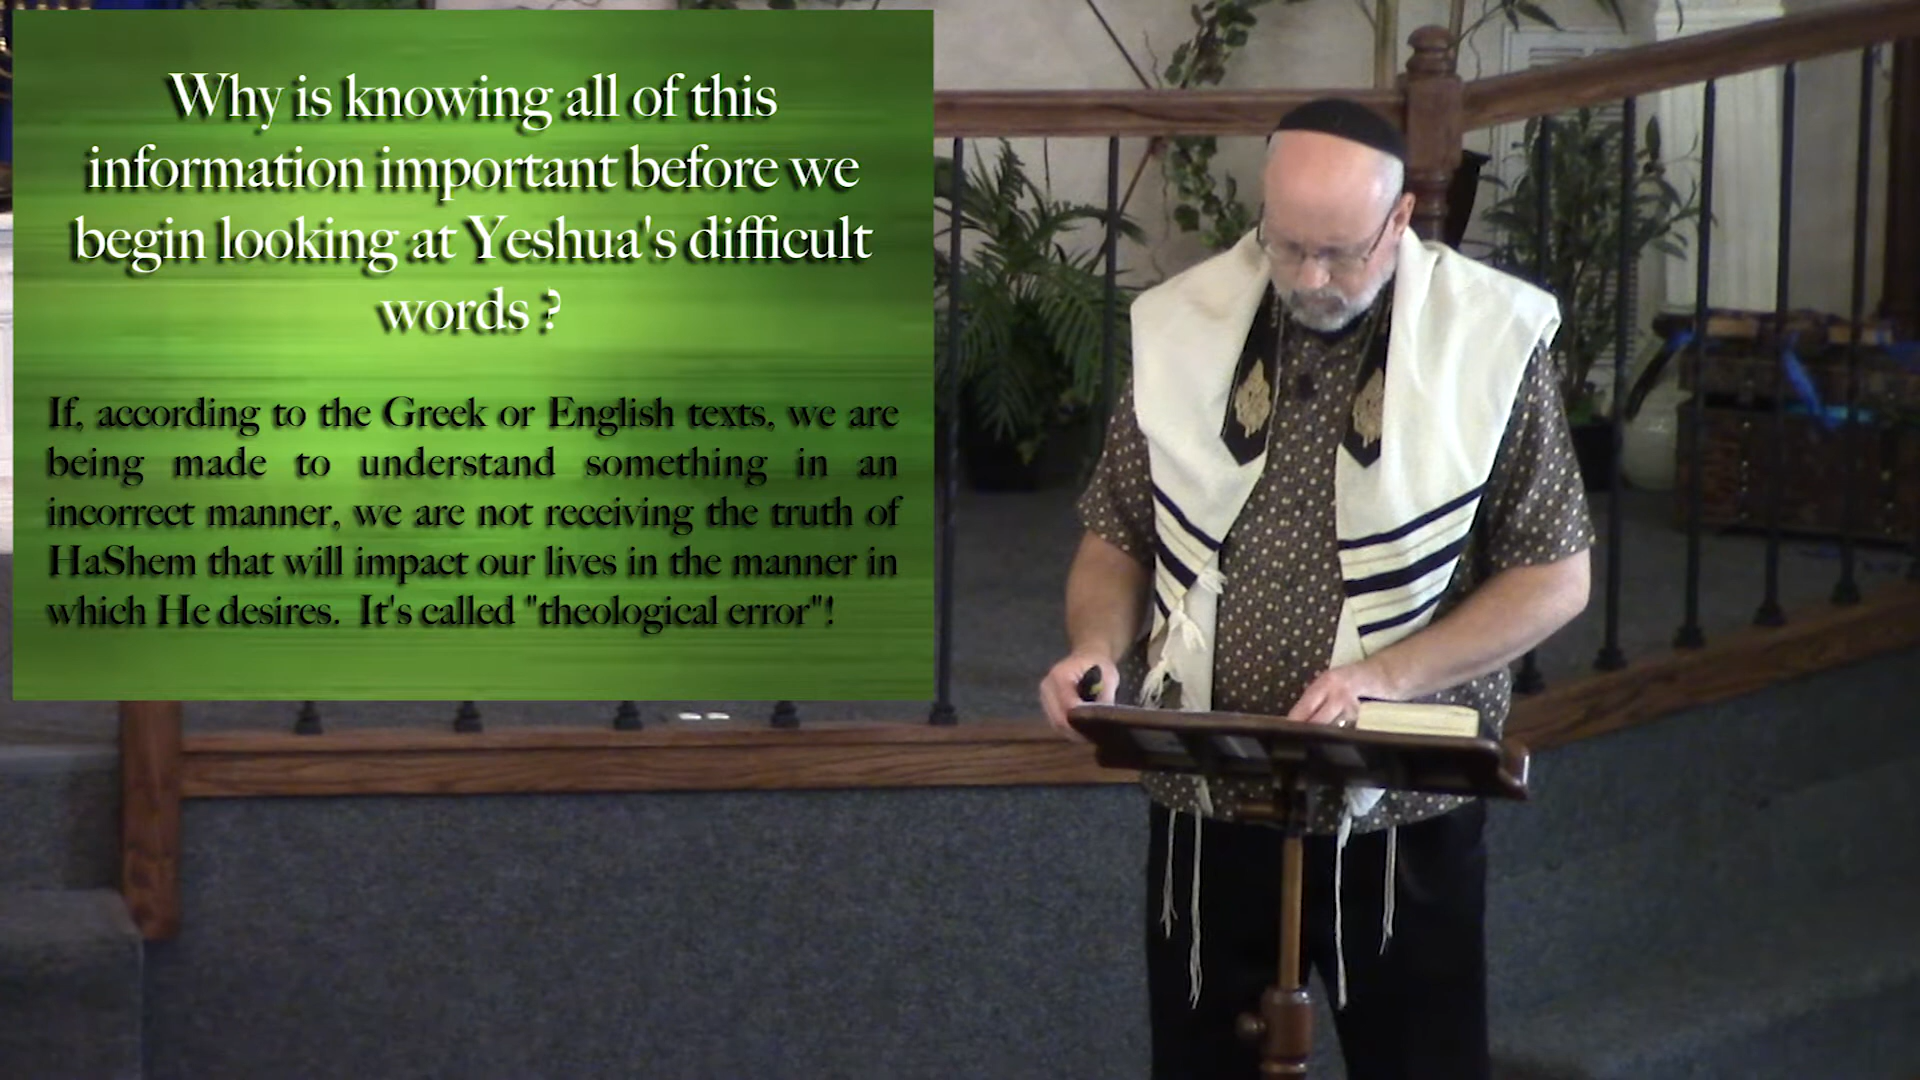 Why is knowing all of this
information important before we
begin looking at Yeshua's difficult
words ?
If, according to the Greek or English texts, we are
being made to understand something in an
incorrect manner, we are not receiving the truth of
HaShem that will impact our lives in the manner in
which He desires. It's called "theological error"!